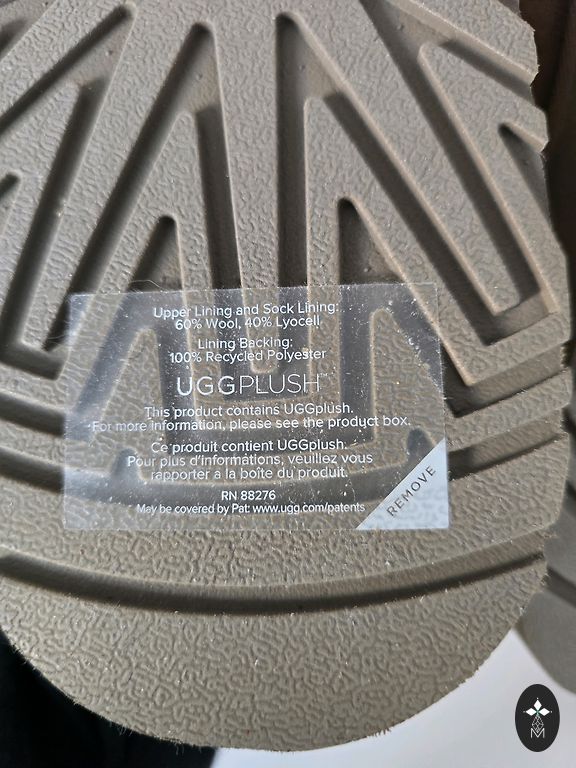 Upper Lining and Sock Lining:
60% Wool, 40% Lyocell
Lining Backing:
100% Recycled Polyester
UGGPLUSH™
This product contains UGGplush.
For more information, please see the product box.
Ce produit contient UGGplush.
Pour plus d'informations, veuillez vous
rapporter a la boîte du produit.
RN 88276
May be covered by Pat: www.ugg.com/patents
REMOVE
M